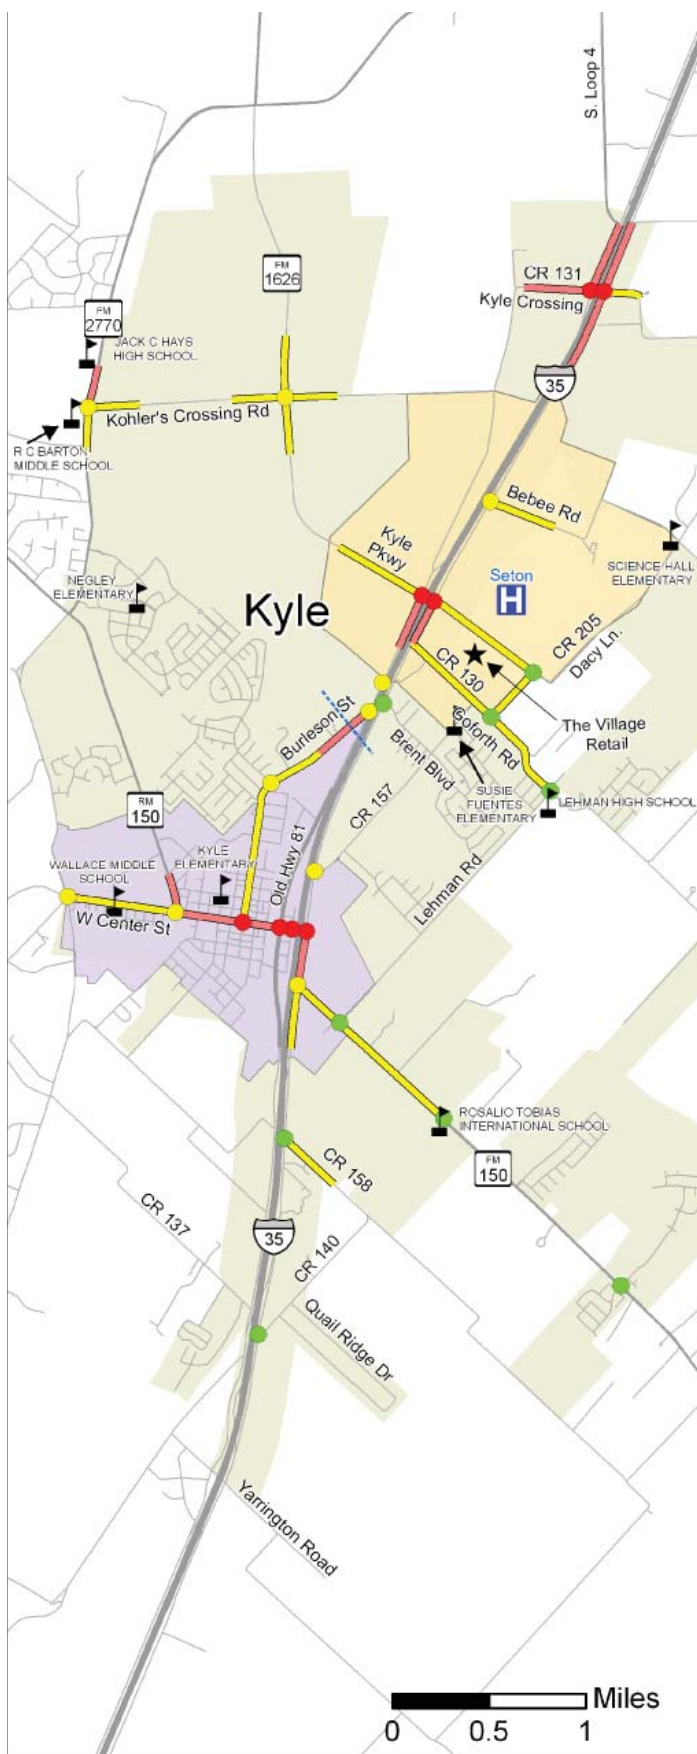 S. Loop 4
FM
1626
CR 131
Kyle Crossing
FM
2770
JACK C HAYS
HIGH SCHOOL
35
Kohler's Crossing Rd
R C BARTON
MIDDLE SCHOOL
Bebee Rd
Kyle
Pkwy
SCIENCE HALL
ELEMENTARY
NEGLEY
ELEMENTARY
Seton
H
Kyle
CR 205
Dacy Ln.
CR 130
The Village
Retail
Goforth Rd
Burleson St
Brent Blvd
SUSIE
FUENTES
ELEMENTARY
LEHMAN HIGH SCHOOL
RM
150
CR 157
Old Hwy 81
KYLE
ELEMENTARY
WALLACE MIDDLE
SCHOOL
Lehman Rd
W Center St
ROSALIO TOBIAS
INTERNATIONAL SCHOOL
FM
150
CR 158
CR 137
35
CR 140
Quail Ridge Dr
Yarrington Road
Miles
0 0.5 1